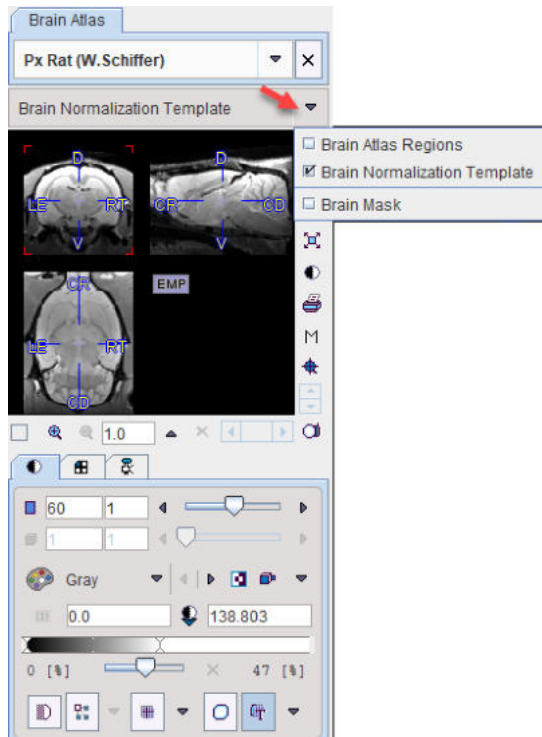 Brain Atlas
Px Rat (W.Schiffer)
Brain Normalization Template
Brain Atlas Regions
Brain Normalization Template
Brain Mask
D D
LE RT CR CD
V V
CR EMP
LE RT
CD
M
1.0
60 1
1 1
Gray
0.0 138.803
0 [%] 47 [%]